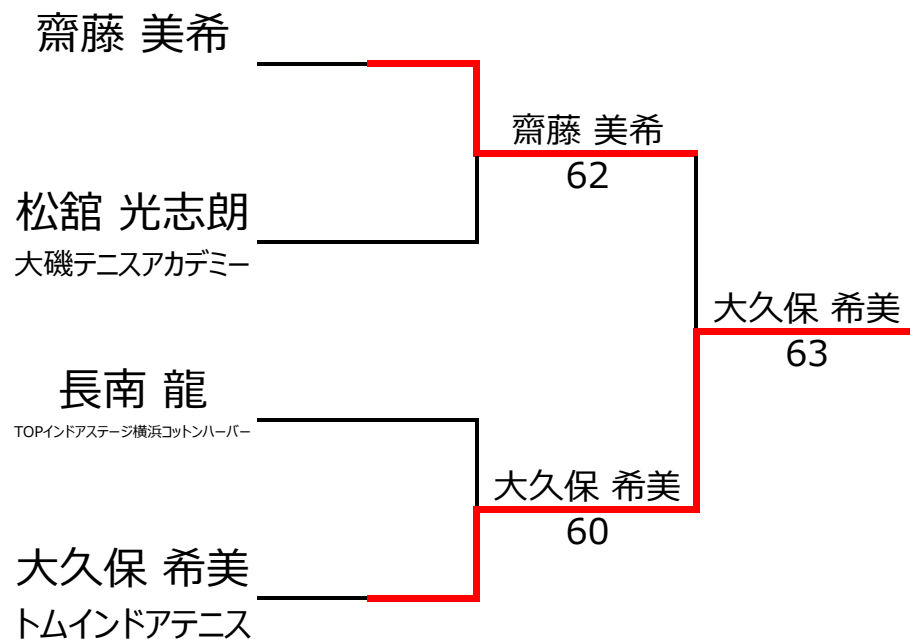 齋藤 美希
齋藤 美希
62
松舘 光志朗
大磯テニスアカデミー
大久保 希美
63
長南 龍
TOPインドアステージ横浜コットンハーバー
大久保 希美
60
大久保 希美
トムインドアテニス